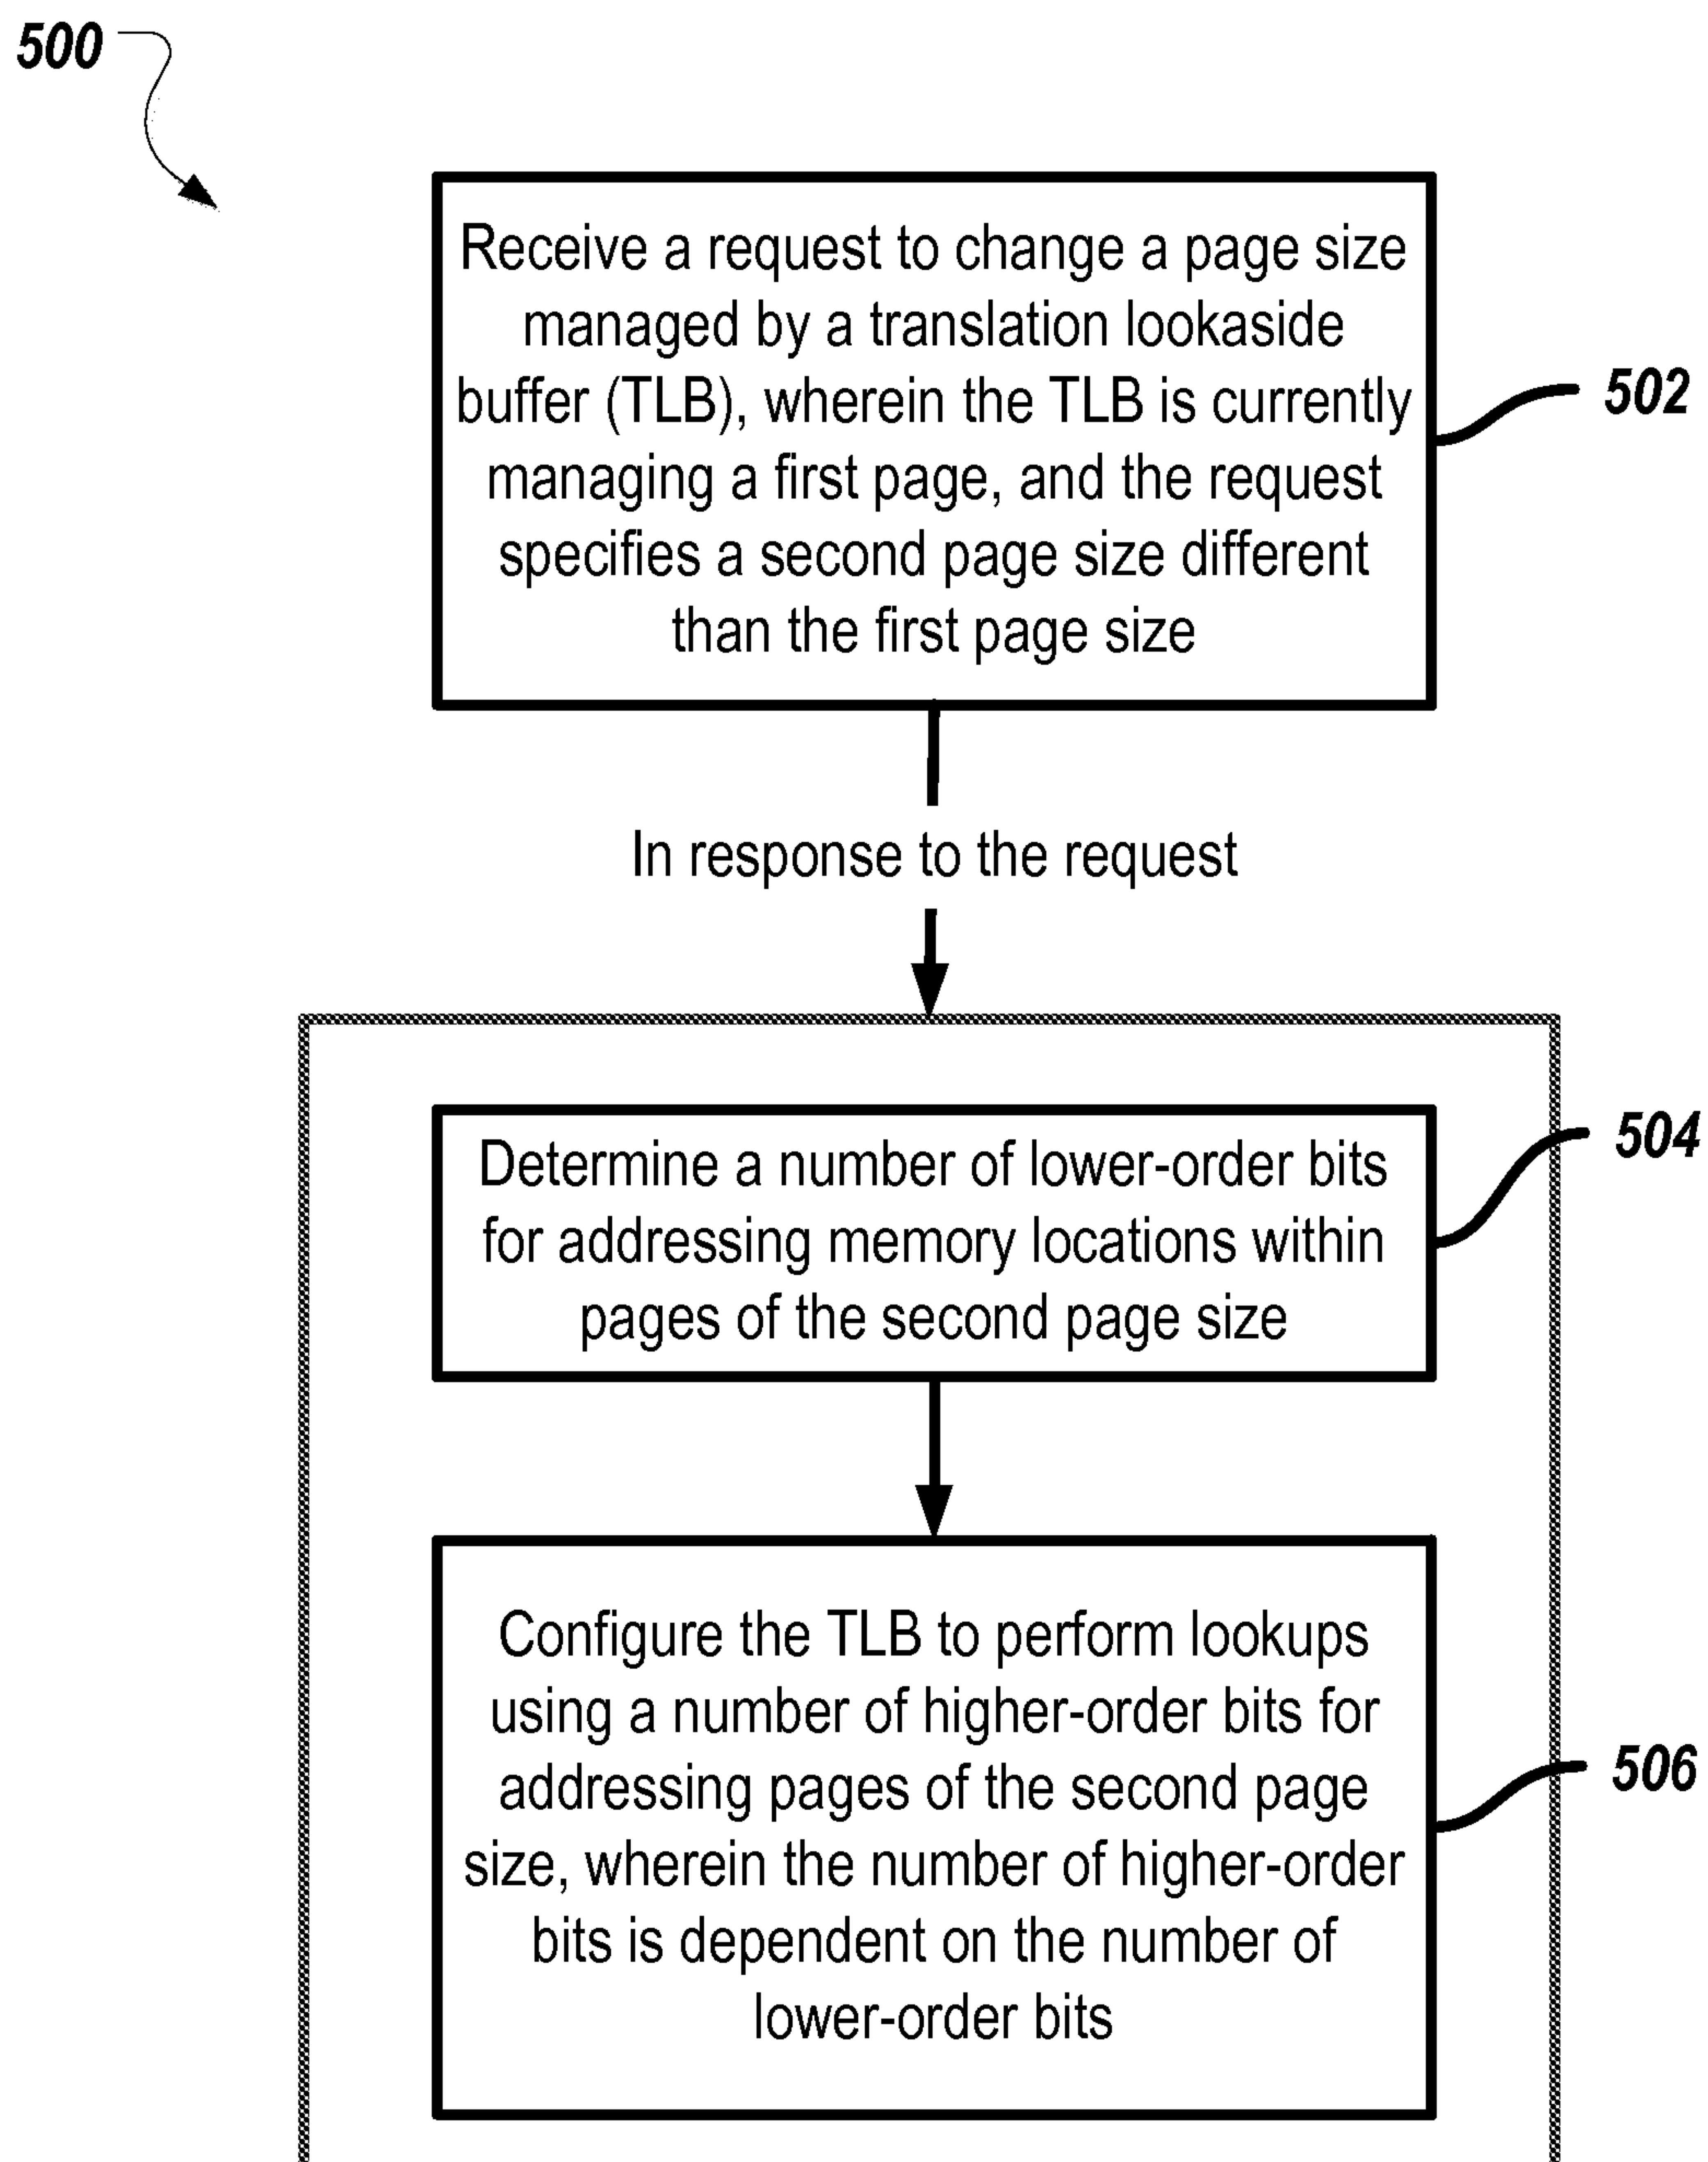 500
Receive a request to change a page size
managed by a translation lookaside
buffer (TLB), wherein the TLB is currently
managing a first page, and the request
specifies a second page size different
than the first page size
502
In response to the request
Determine a number of lower-order bits
for addressing memory locations within
pages of the second page size
504
Configure the TLB to perform lookups
using a number of higher-order bits for
addressing pages of the second page
size, wherein the number of higher-order
bits is dependent on the number of
lower-order bits
506